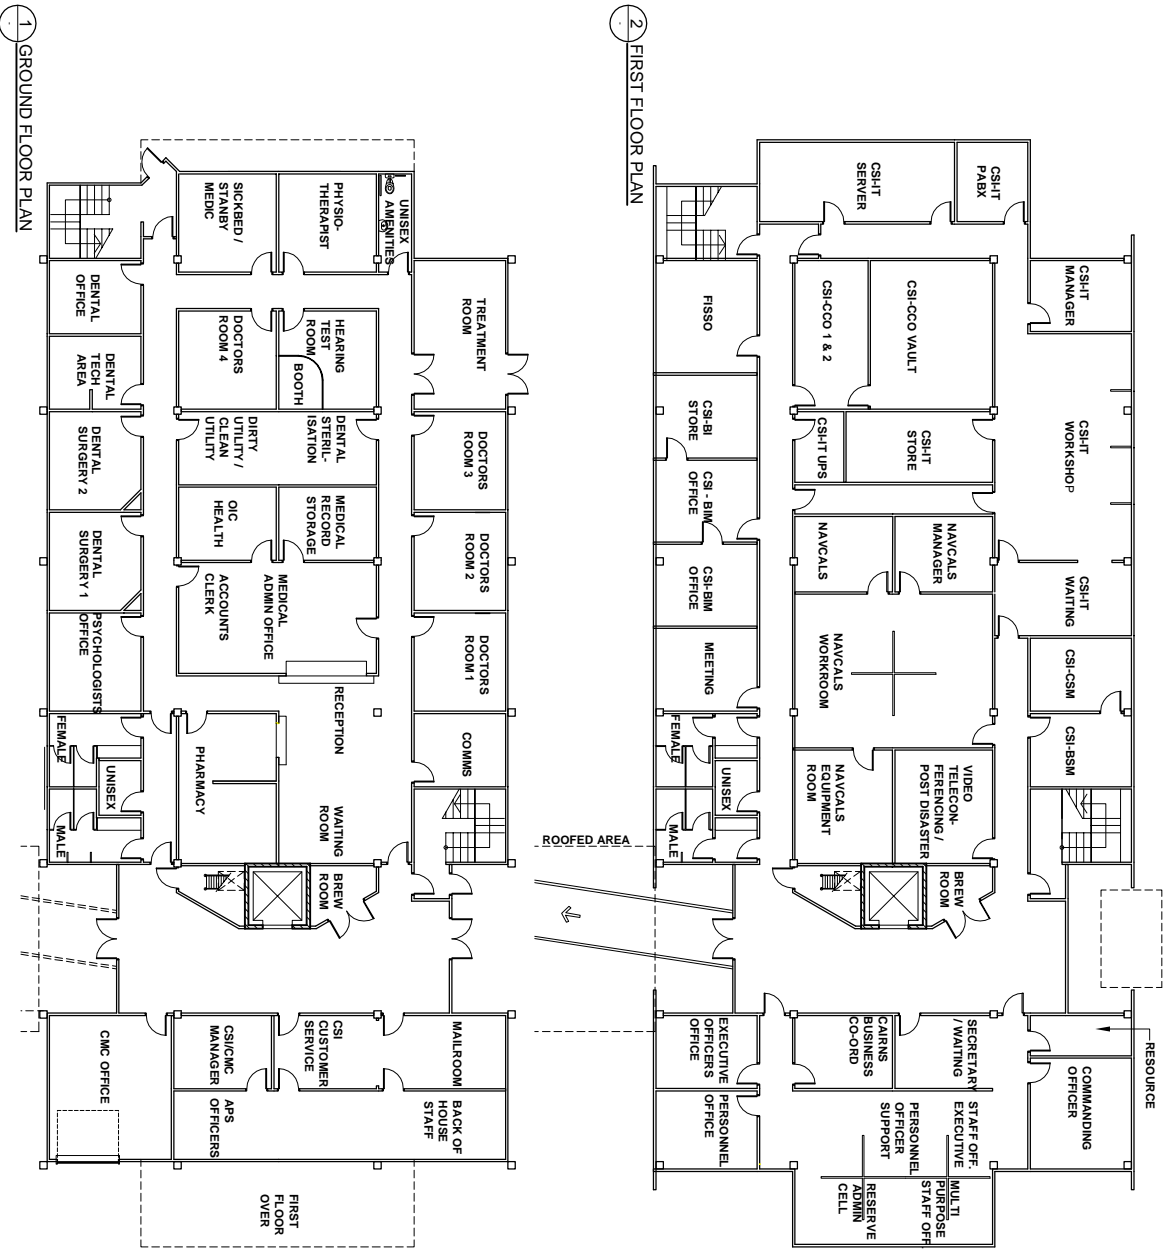 1
GROUND FLOOR PLAN
SICKBED /
STANBY
MEDIC
PHYSIO-
THERAPIST
UNISEX
AMENITIES
DENTAL
OFFICE
DENTAL
TECH
AREA
DENTAL
SURGERY 2
DENTAL
SURGERY 1
PSYCHOLOGISTS
OFFICE
FEMALE
UNISEX
MALE
DOCTORS
ROOM 4
HEARING
TEST
ROOM
BOOTH
TREATMENT
ROOM
DIRTY
UTILITY /
CLEAN
UTILITY
DENTAL
STERIL-
ISATION
DOCTORS
ROOM 3
OIC
HEALTH
MEDICAL
RECORD
STORAGE
DOCTORS
ROOM 2
ACCOUNTS
CLERK
MEDICAL
ADMIN OFFICE
DOCTORS
ROOM1
RECEPTION
PHARMACY
COMMS
WAITING
ROOM
BREW
ROOM
CMC OFFICE
CSI/CMC
MANAGER
CSI
CUSTOMER
SERVICE
MAILROOM
APS
OFFICERS
BACK OF
HOUSE
STAFF
FIRST
FLOOR
OVER
2
FIRST FLOOR PLAN
CSI-IT
SERVER
CSI-IT
PABX
FISSO
CSI-CCO 1 & 2
CSI-CCO VAULT
CSI-IT
MANAGER
CSI-BI
STORE
CSI-IT UPS
CSI-IT
STORE
CSI-IT
WORKSHOP
CSI - BIM
OFFICE
CSI-BIM
OFFICE
NAVCALS
NAVCALS
MANAGER
CSI-IT
WAITING
MEETING
NAVCALS
WORKROOM
CSI-CSM
CSI-BSM
FEMALE
UNISEX
MALE
NAVCALS
EQUIPMENT
ROOM
VIDEO
TELECON-
FERENCING /
POST DISASTER
BREW
ROOM
ROOFED AREA
EXECUTIVE
OFFICERS
OFFICE
CAIRNS
BUSINESS
CO-ORD
SECRETARY
/ WAITING
RESOURCE
COMMANDING
OFFICER
PERSONNEL
OFFICE
PERSONNEL
OFFICER
SUPPORT
STAFF OFF.
EXECUTIVE
RESERVE
ADMIN
CELL
MULTI
PURPOSE
STAFF OFF